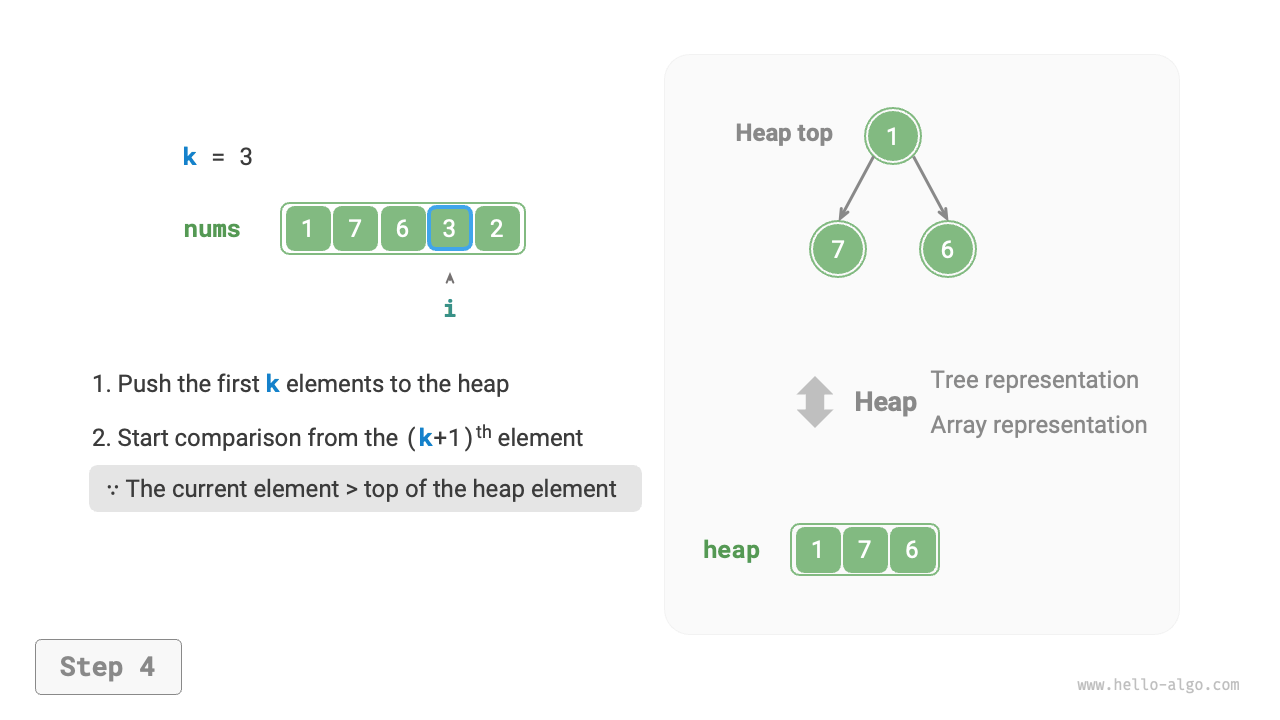 k = 3
nums 1 7 6 3 2
i
1. Push the first k elements to the heap
2. Start comparison from the (k+1)th element
∵ The current element > top of the heap element
Step 4
Heap top
1
7 6
Heap
Tree representation
Array representation
heap 1 7 6
www.hello-algo.com